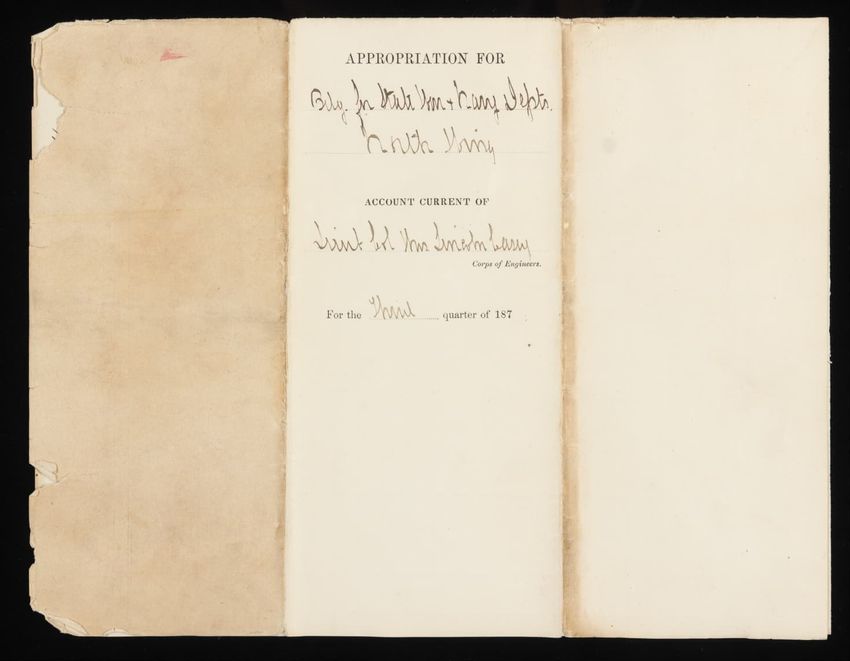 APPROPRIATION FOR
Bldg. for State War & Navy Depts.
North Wing
ACCOUNT CURRENT OF
Lieut Col Thos Lincoln Casey
Corps of Engineers.
For the Third quarter of 187